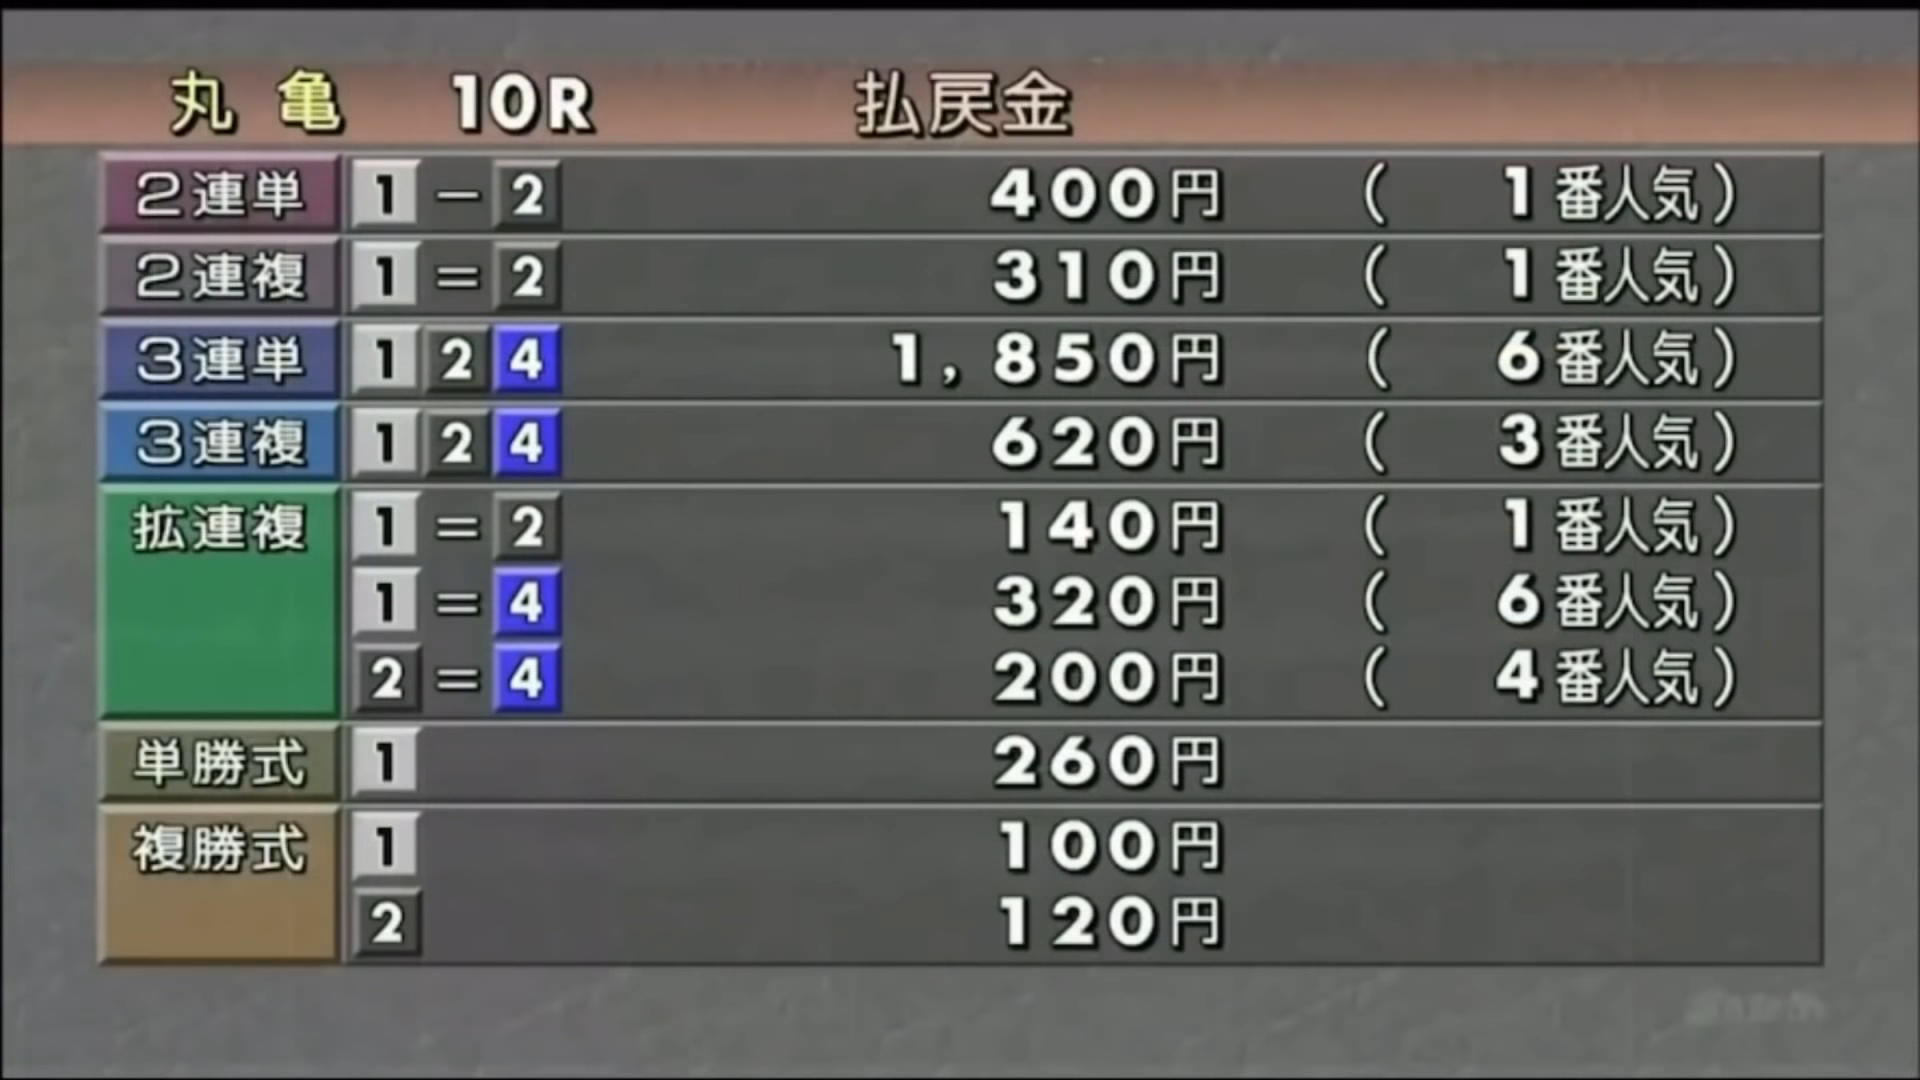 丸亀 10R 払戻金
2連単 1 - 2 400円 ( 1番人気)
2連複 1 = 2 310円 ( 1番人気)
3連単 1 2 4 1,850円 ( 6番人気)
3連複 1 2 4 620円 ( 3番人気)
拡連複 1 = 2 140円 ( 1番人気)
1 = 4 320円 ( 6番人気)
2 = 4 200円 ( 4番人気)
単勝式 1 260円
複勝式 1 100円
2 120円